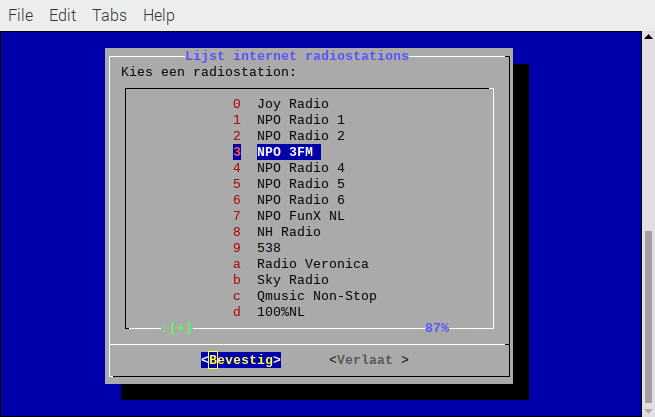 File Edit Tabs Help
Lijst internet radiostations
Kies een radiostation:
0 Joy Radio
1 NPO Radio 1
2 NPO Radio 2
3 NPO 3FM
4 NPO Radio 4
5 NPO Radio 5
6 NPO Radio 6
7 NPO FunX NL
8 NH Radio
9 538
a Radio Veronica
b Sky Radio
c Qmusic Non-Stop
d 100%NL
↓(+) 87%
<Bevestig> <Verlaat >